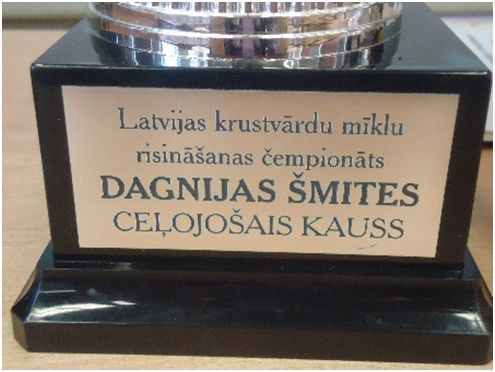 Latvijas krustvārdu mīklu
risināšanas čempionāts
DAGNIJAS ŠMITES
CEĻOJOŠAIS KAUSS